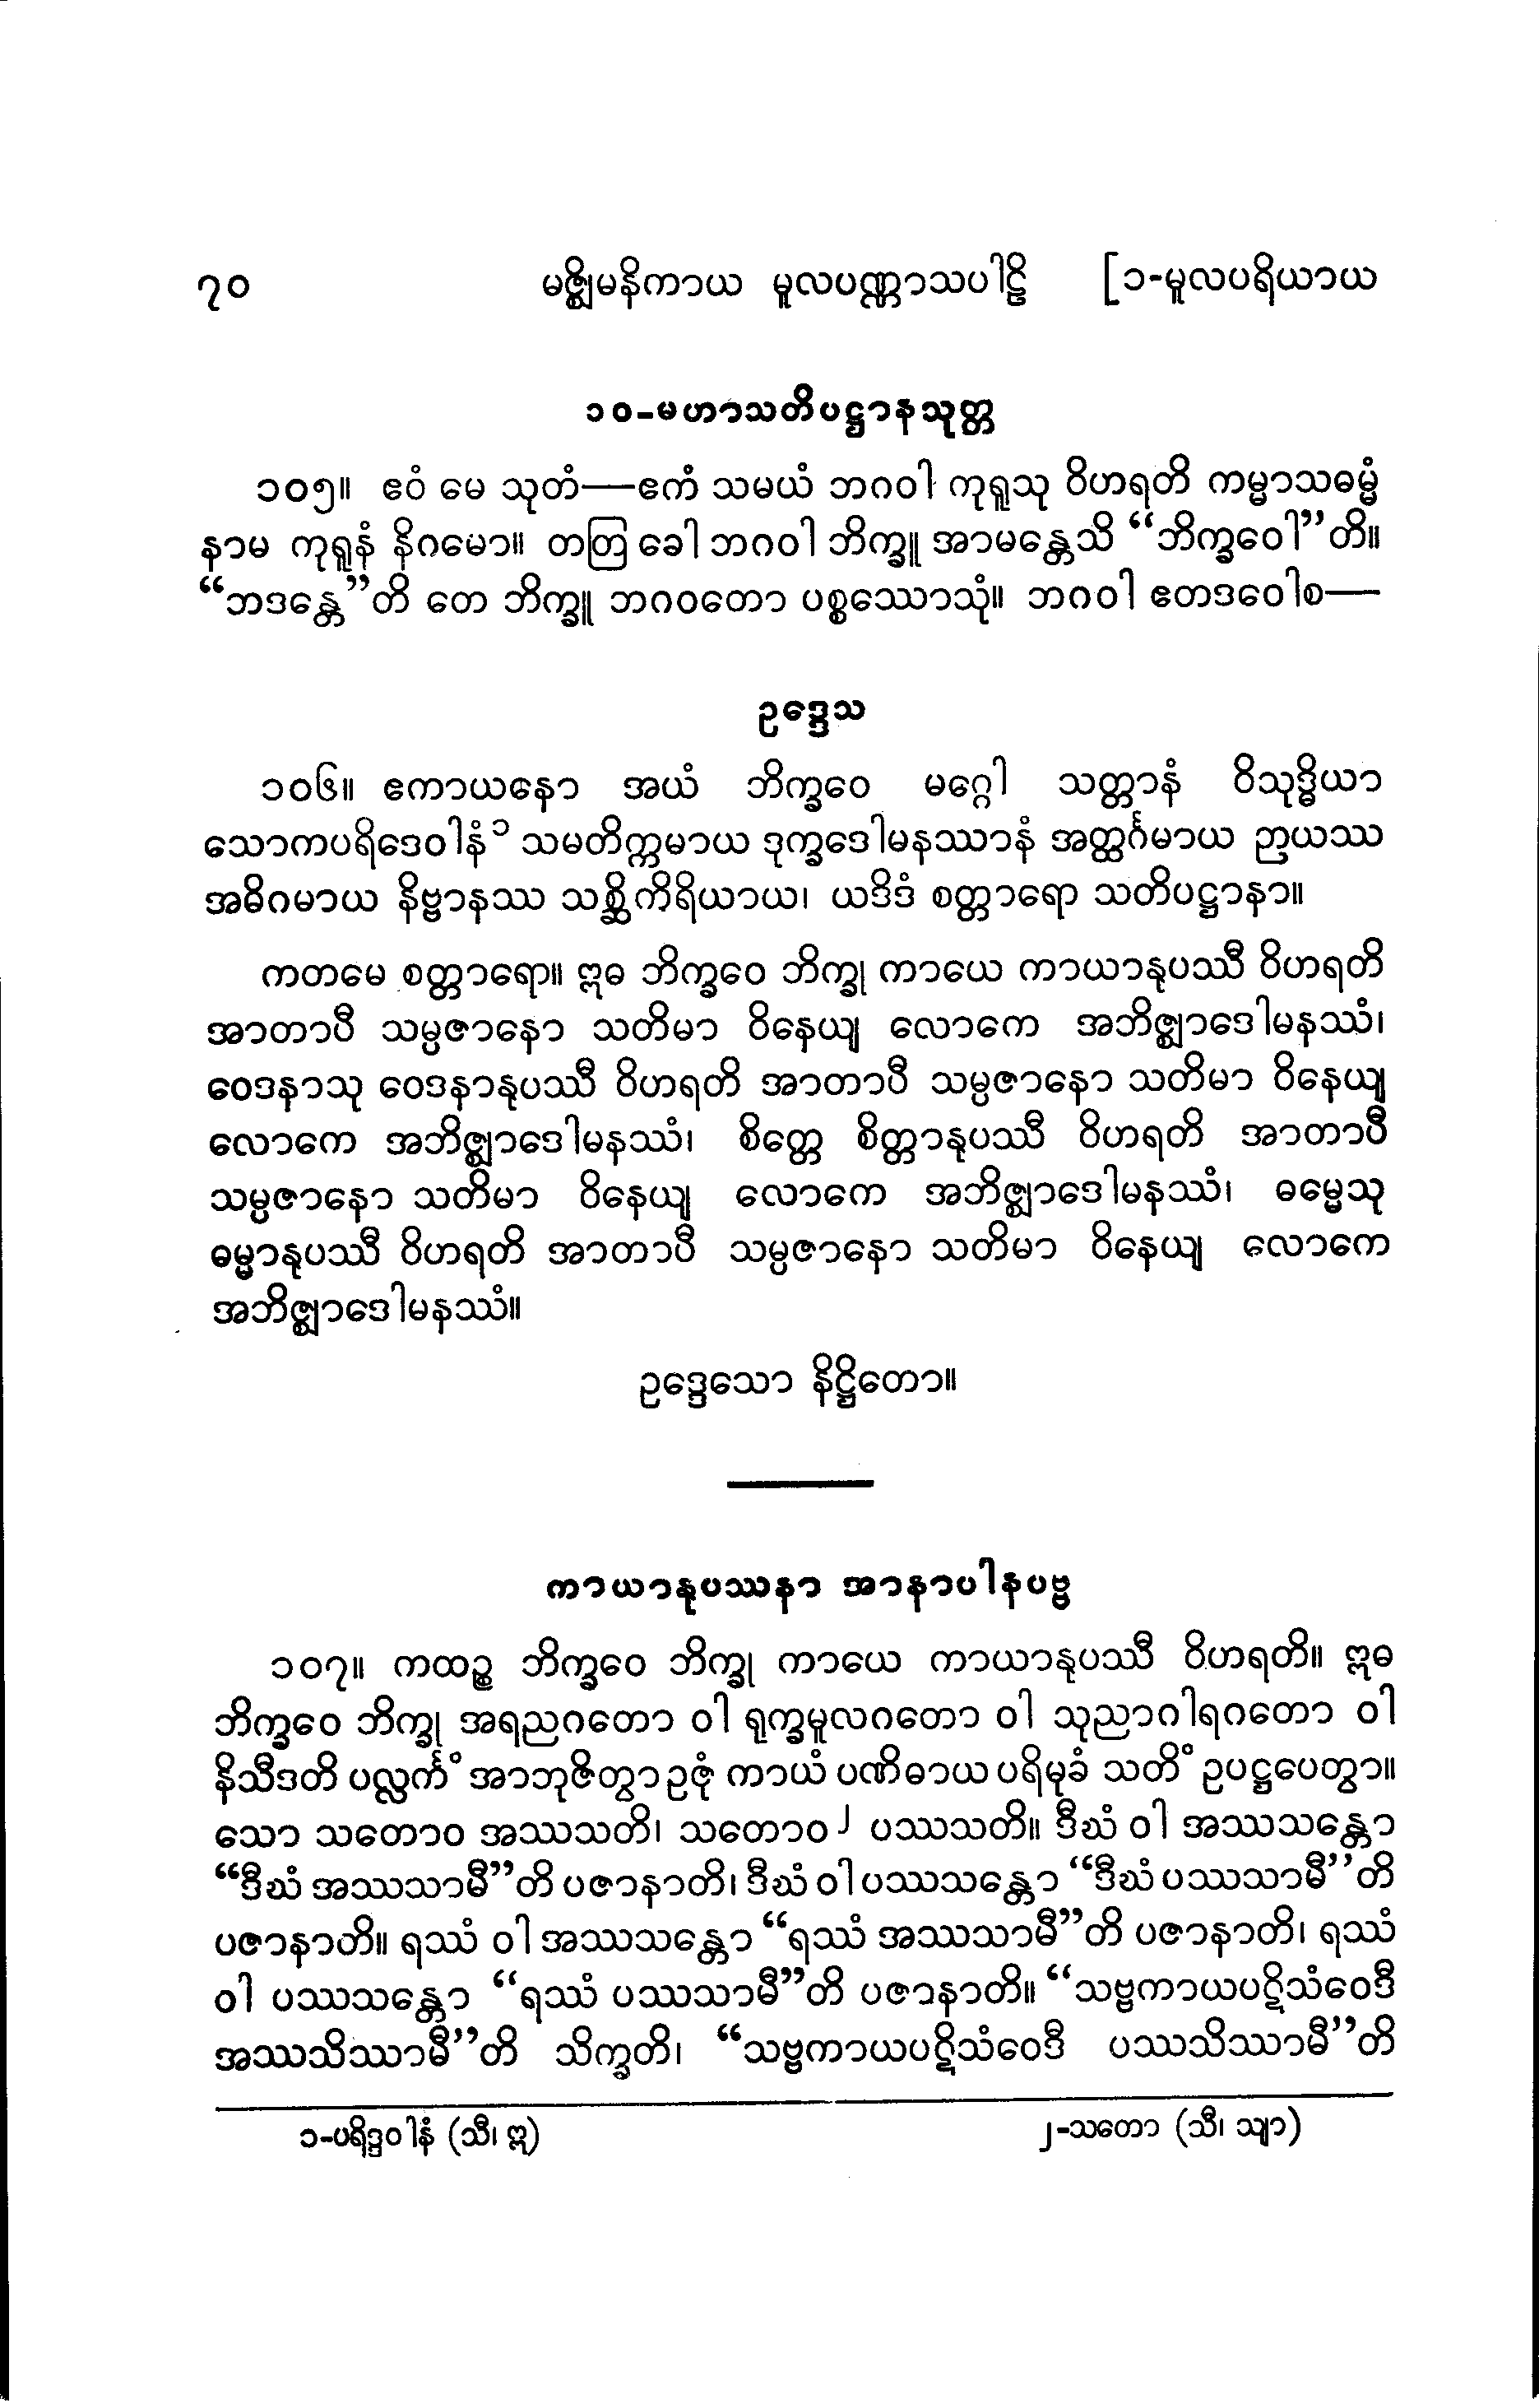 ၇၀ မဇ္ဈိမနိကာယ မူလပဏ္ဏာသပါဠိ [၁-မူလပရိယာယ
၁၀-မဟာသတိပဋ္ဌာနသုတ္တ
၁၀၅။ ဧဝံ မေ သုတံ—ဧကံ သမယံ ဘဂဝါ ကုရူသု ဝိဟရတိ ကမ္မာသဓမ္မံ
နာမ ကုရူနံ နိဂမော။ တတြ ခေါ ဘဂဝါ ဘိက္ခူ အာမန္တေသိ “ဘိက္ခဝေါ”တိ။
“ဘဒန္တေ”တိ တေ ဘိက္ခူ ဘဂဝတော ပစ္စဿောသုံ။ ဘဂဝါ ဧတဒဝေါစ—
ဥဒ္ဒေသ
၁၀၆။ ဧကာယနော အယံ ဘိက္ခဝေ မဂ္ဂေါ သတ္တာနံ ဝိသုဒ္ဓိယာ
သောကပရိဒေဝါနံ၁ သမတိက္ကမာယ ဒုက္ခဒေါမနဿာနံ အတ္ထင်္ဂမာယ ဉာယဿ
အဓိဂမာယ နိဗ္ဗာနဿ သစ္ဆိကိရိယာယ၊ ယဒိဒံ စတ္တာရော သတိပဋ္ဌာနာ။
ကတမေ စတ္တာရော။ ဣဓ ဘိက္ခဝေ ဘိက္ခု ကာယေ ကာယာနုပဿီ ဝိဟရတိ
အာတာပီ သမ္ပဇာနော သတိမာ ဝိနေယျ လောကေ အဘိဇ္ဈာဒေါမနဿံ၊
ဝေဒနာသု ဝေဒနာနုပဿီ ဝိဟရတိ အာတာပီ သမ္ပဇာနော သတိမာ ဝိနေယျ
လောကေ အဘိဇ္ဈာဒေါမနဿံ၊ စိတ္တေ စိတ္တာနုပဿီ ဝိဟရတိ အာတာပီ
သမ္ပဇာနော သတိမာ ဝိနေယျ လောကေ အဘိဇ္ဈာဒေါမနဿံ၊ ဓမ္မေသု
ဓမ္မာနုပဿီ ဝိဟရတိ အာတာပီ သမ္ပဇာနော သတိမာ ဝိနေယျ လောကေ
အဘိဇ္ဈာဒေါမနဿံ။
ဥဒ္ဒေသော နိဋ္ဌိတော။
ကာယာနုပဿနာ အာနာပါနပဗ္ဗ
၁၀၇။ ကထဉ္စ ဘိက္ခဝေ ဘိက္ခု ကာယေ ကာယာနုပဿီ ဝိဟရတိ။ ဣဓ
ဘိက္ခဝေ ဘိက္ခု အရညဂတော ဝါ ရုက္ခမူလဂတော ဝါ သုညာဂါရဂတော ဝါ
နိသီဒတိ ပလ္လင်္ကံ အာဘုဇိတွာ ဥဇုံ ကာယံ ပဏိဓာယ ပရိမုခံ သတိံ ဥပဋ္ဌပေတွာ။
သော သတောဝ အဿသတိ၊ သတောဝ၂ ပဿသတိ။ ဒီဃံ ဝါ အဿသန္တော
“ဒီဃံ အဿသာမီ”တိ ပဇာနာတိ၊ ဒီဃံ ဝါ ပဿသန္တော “ဒီဃံ ပဿသာမီ”တိ
ပဇာနာတိ။ ရဿံ ဝါ အဿသန္တော “ရဿံ အဿသာမီ”တိ ပဇာနာတိ၊ ရဿံ
ဝါ ပဿသန္တော “ရဿံ ပဿသာမီ”တိ ပဇာနာတိ။ “သဗ္ဗကာယပဋိသံဝေဒီ
အဿသိဿာမီ”တိ သိက္ခတိ၊ “သဗ္ဗကာယပဋိသံဝေဒီ ပဿသိဿာမီ”တိ
၁-ပရိဒ္ဒဝါနံ (သီ၊ ဣ) ၂-သတော (သီ၊ သျာ)